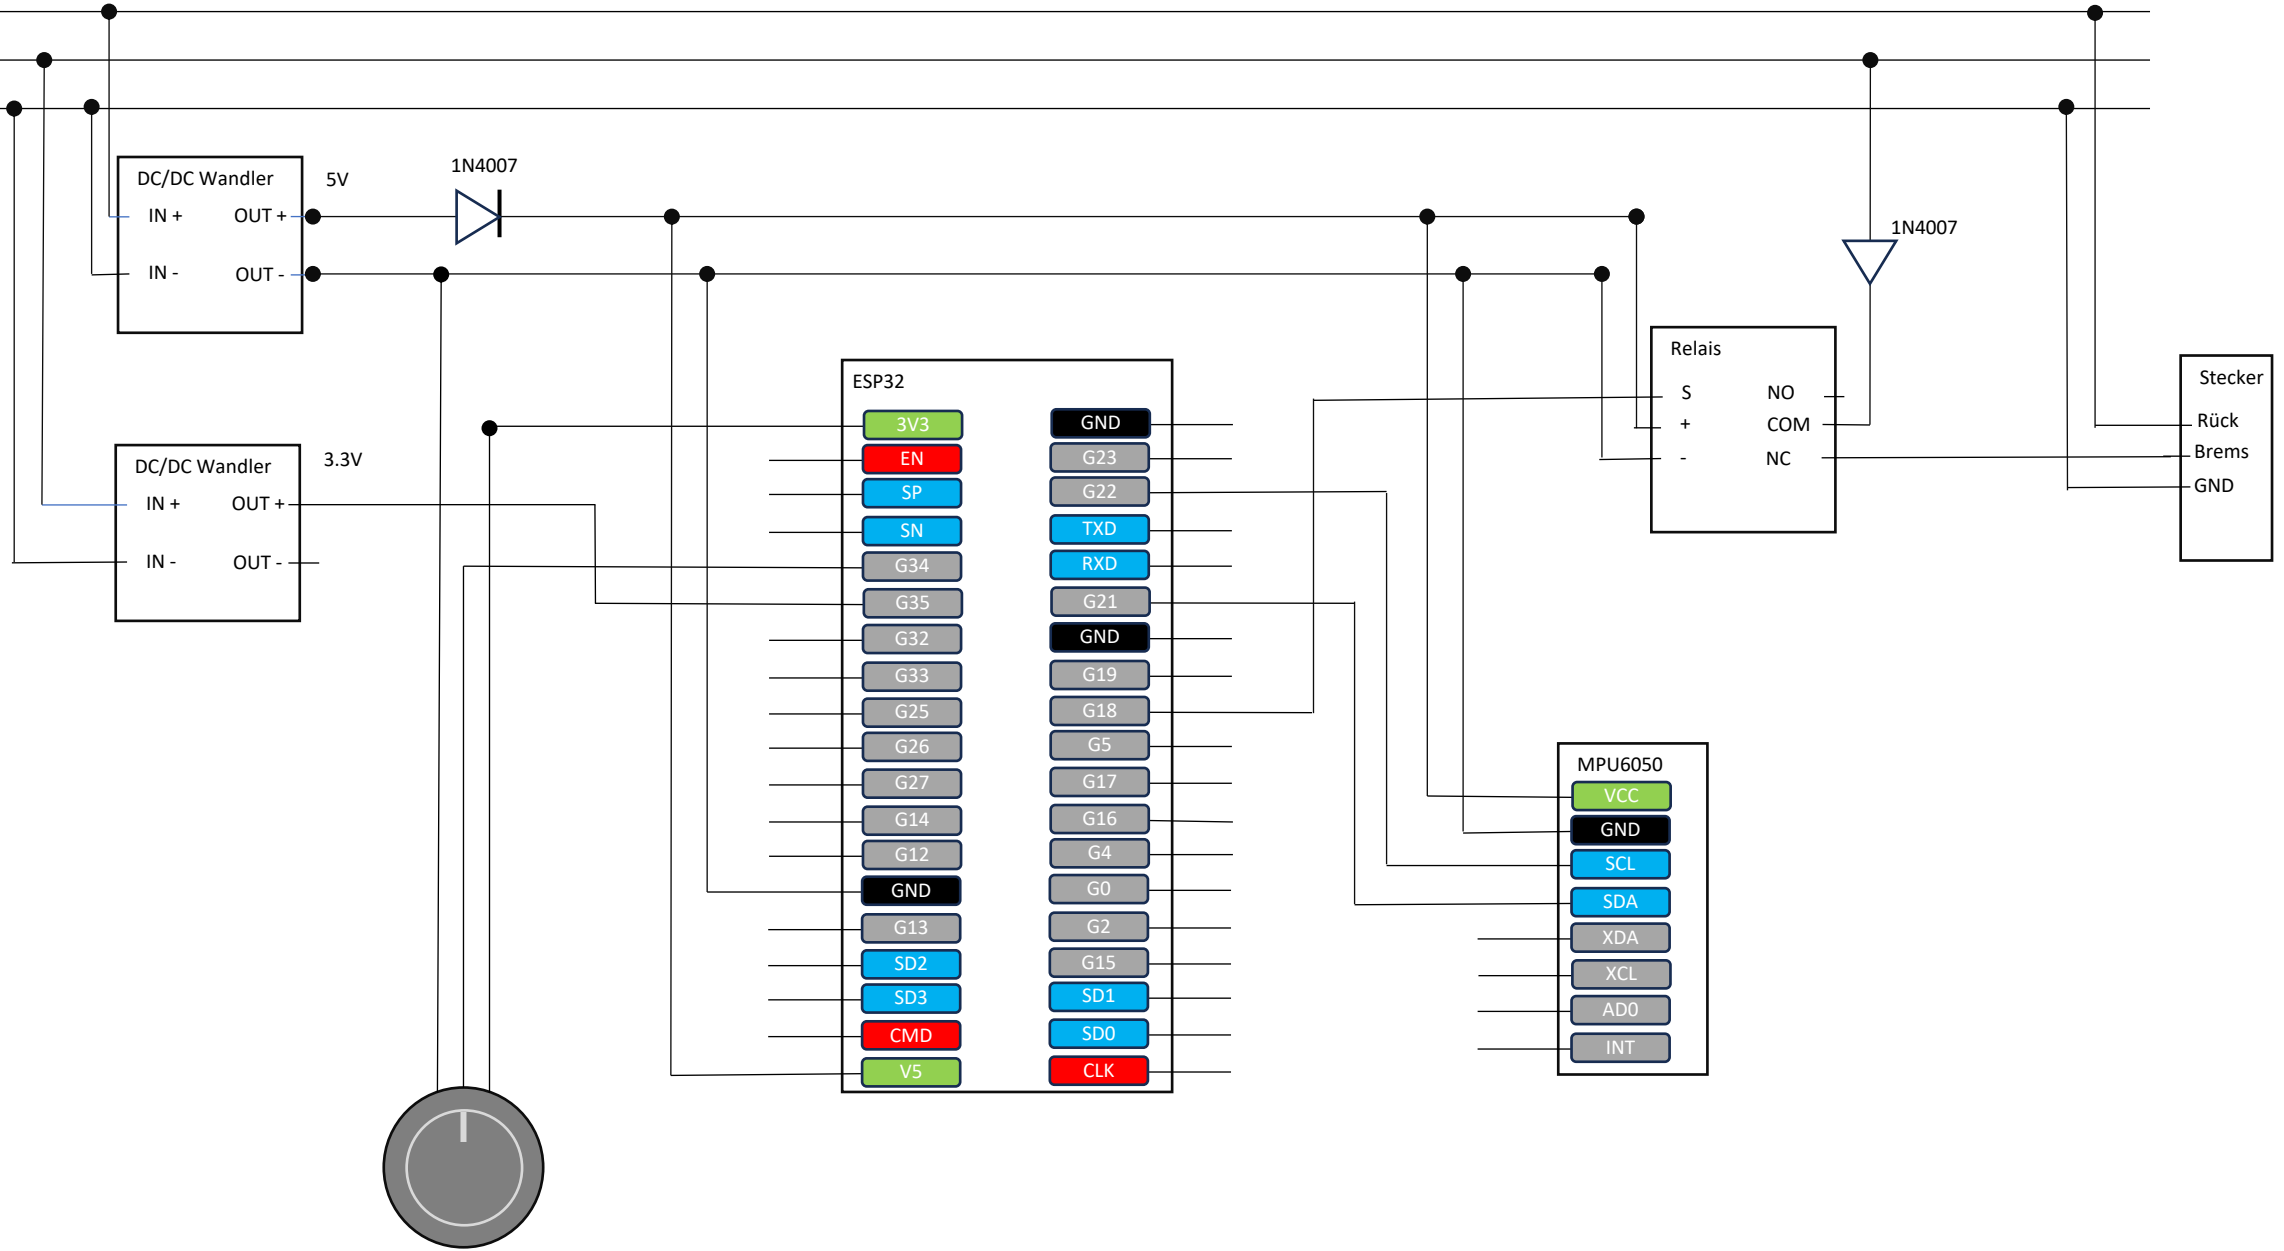 DC/DC Wandler
5V
IN +
OUT +
IN -
OUT -
1N4007
1N4007
DC/DC Wandler
3.3V
IN +
OUT +
IN -
OUT -
ESP32
3V3
EN
SP
SN
G34
G35
G32
G33
G25
G26
G27
G14
G12
GND
G13
SD2
SD3
CMD
V5
GND
G23
G22
TXD
RXD
G21
GND
G19
G18
G5
G17
G16
G4
G0
G2
G15
SD1
SD0
CLK
Relais
S
NO
+
COM
-
NC
Stecker
Rück
Brems
GND
MPU6050
VCC
GND
SCL
SDA
XDA
XCL
AD0
INT